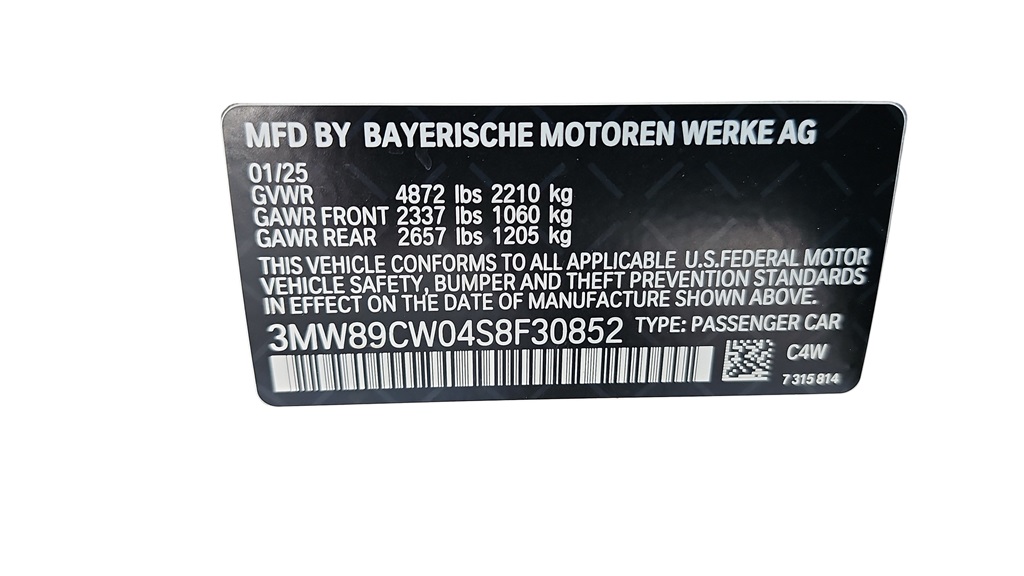 MFD BY BAYERISCHE MOTOREN WERKE AG
01/25
GVWR 4872 lbs 2210 kg
GAWR FRONT 2337 lbs 1060 kg
GAWR REAR 2657 lbs 1205 kg
THIS VEHICLE CONFORMS TO ALL APPLICABLE U.S.FEDERAL MOTOR
VEHICLE SAFETY, BUMPER AND THEFT PREVENTION STANDARDS
IN EFFECT ON THE DATE OF MANUFACTURE SHOWN ABOVE.
3MW89CW04S8F30852 TYPE: PASSENGER CAR
C4W
7 315 814